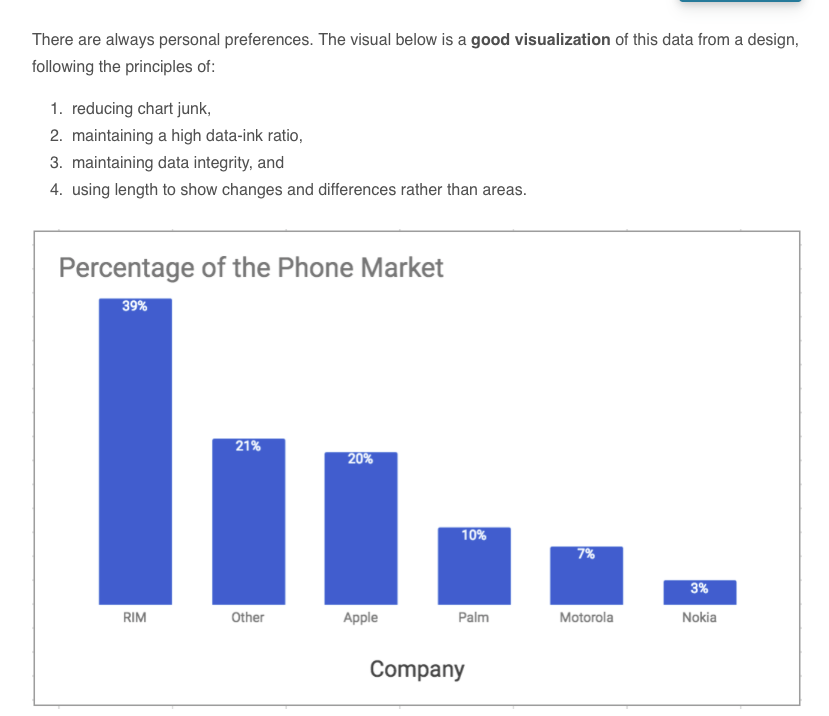 There are always personal preferences. The visual below is a good visualization of this data from a design,
following the principles of:
1. reducing chart junk,
2. maintaining a high data-ink ratio,
3. maintaining data integrity, and
4. using length to show changes and differences rather than areas.
Percentage of the Phone Market
39%
21%
20%
10%
7%
3%
RIM Other Apple Palm Motorola Nokia
Company